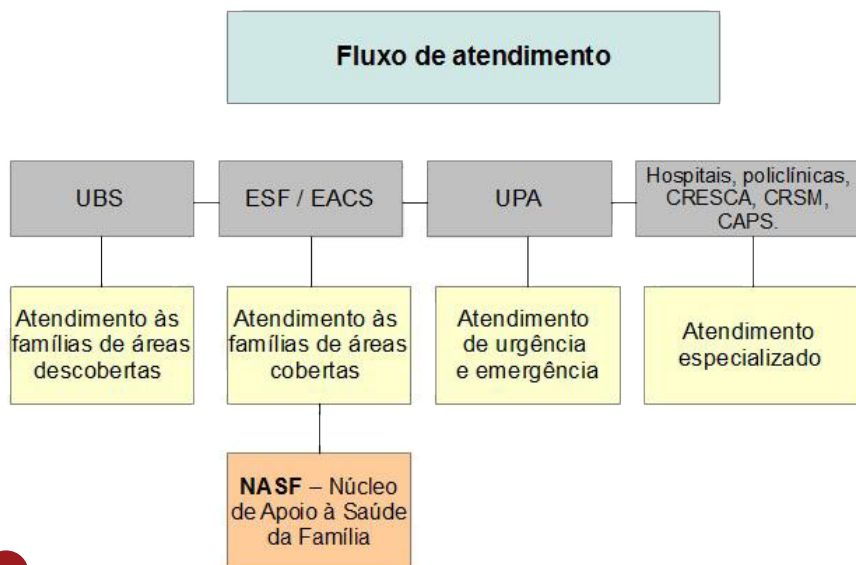 Fluxo de atendimento
UBS
ESF / EACS
UPA
Hospitais, policlínicas,
CRESCA, CRSM,
CAPS.
Atendimento às
famílias de áreas
descobertas
Atendimento às
famílias de áreas
cobertas
Atendimento
de urgência
e emergência
Atendimento
especializado
NASF – Núcleo
de Apoio à Saúde
da Família